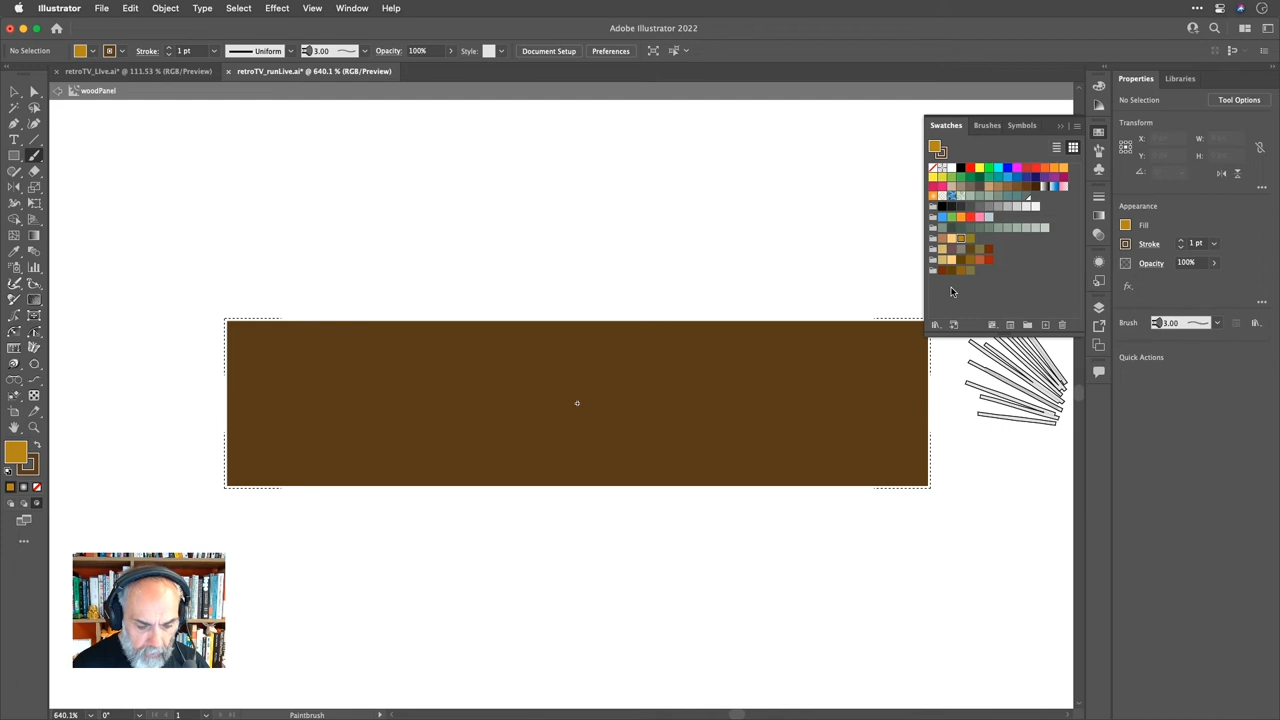 Illustrator File Edit Object Type Select Effect View Window Help
Adobe Illustrator 2022
No Selection Stroke: 1 pt Uniform 3.00 Opacity: 100% Style: Document Setup Preferences
× retroTV_LIve.ai* @ 111.53 % (RGB/Preview) × retroTV_runLive.ai* @ 640.1 % (RGB/Preview)
woodPanel
Swatches Brushes Symbols
Properties Libraries
No Selection Tool Options
Transform
X: W:
Y: H:
Appearance
Fill
Stroke 1 pt
Opacity 100%
fx.
Brush 3.00
Quick Actions
640.1% 0° 1 Paintbrush